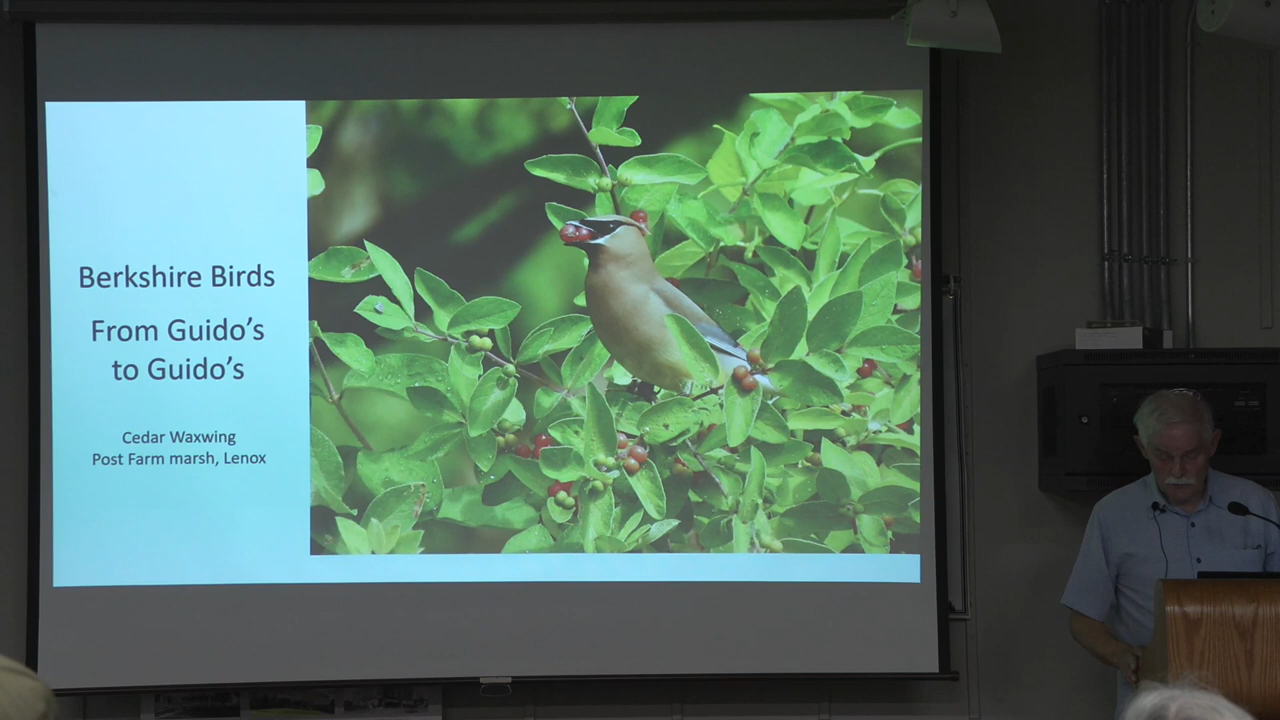 Berkshire Birds
From Guido's
to Guido's
Cedar Waxwing
Post Farm marsh, Lenox